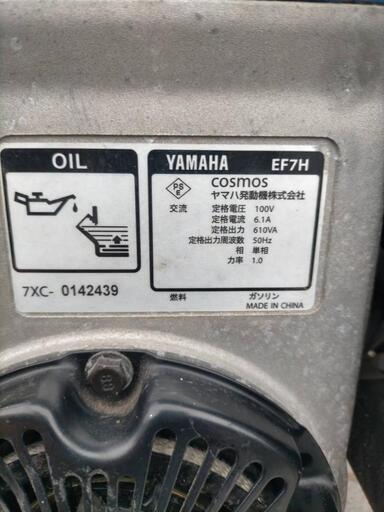 OIL
7XC- 0142439
YAMAHA EF7H
PS
E
cosmos
ヤマハ発動機株式会社
交流
定格電圧 100V
定格電流 6.1A
定格出力 610VA
定格出力周波数 50Hz
相 単相
力率 1.0
燃料 ガソリン
MADE IN CHINA